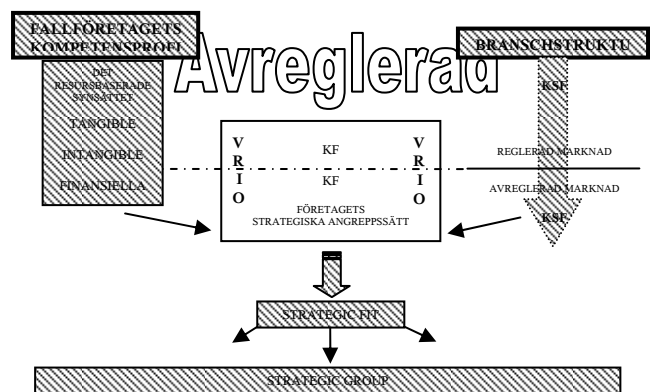 FALLFÖRETAGETS
KOMPETENSPROFI
BRANSCHSTRUKTU
Avreglerad
DET
RESURSBASERADE
SYNSÄTTET
TANGIBLE
INTANGIBLE
FINANSIELLA
V
R
I
O
KF
KF
V
R
I
O
FÖRETAGETS
STRATEGISKA ANGREPPSSÄTT
KSF
REGLERAD MARKNAD
AVREGLERAD MARKNAD
KSF
STRATEGIC FIT
STRATEGIC GROUP